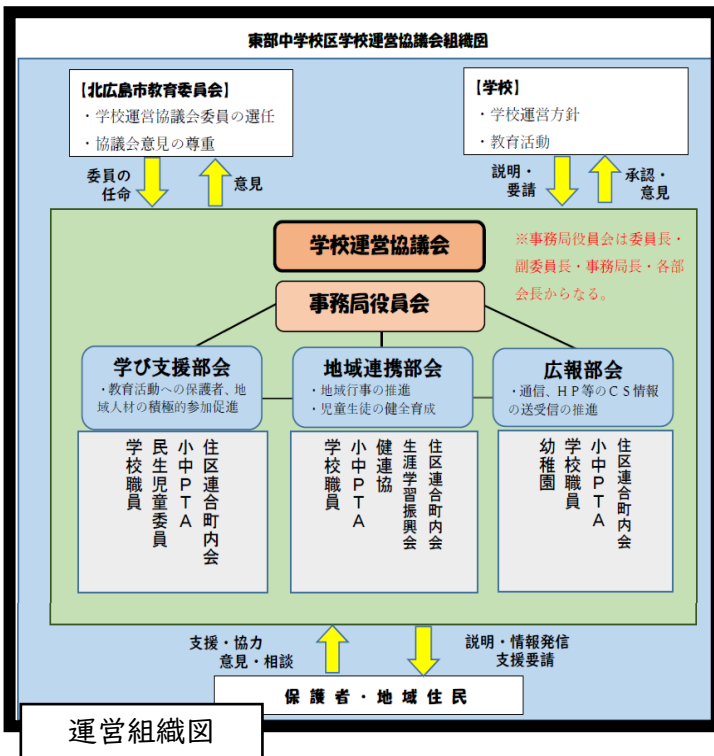 東部中学校区学校運営協議会組織図
【北広島市教育委員会】
・学校運営協議会委員の選任
・協議会意見の尊重
【学校】
・学校運営方針
・教育活動
委員の
任命
意見
説明・
要請
承認・
意見
学校運営協議会
※事務局役員会は委員長・
副委員長・事務局長・各部
会長からなる。
事務局役員会
学び支援部会
・教育活動への保護者、地
域人材の積極的参加促進
地域連携部会
・地域行事の推進
・児童生徒の健全育成
広報部会
・通信、HP等のCS情報
の送受信の推進
住区連合町内会
小中PTA
民生児童委員
学校職員
住区連合町内会
生涯学習振興会
健連協
小中PTA
学校職員
住区連合町内会
小中PTA
学校職員
幼稚園
支援・協力
意見・相談
説明・情報発信
支援要請
保護者・地域住民
運営組織図